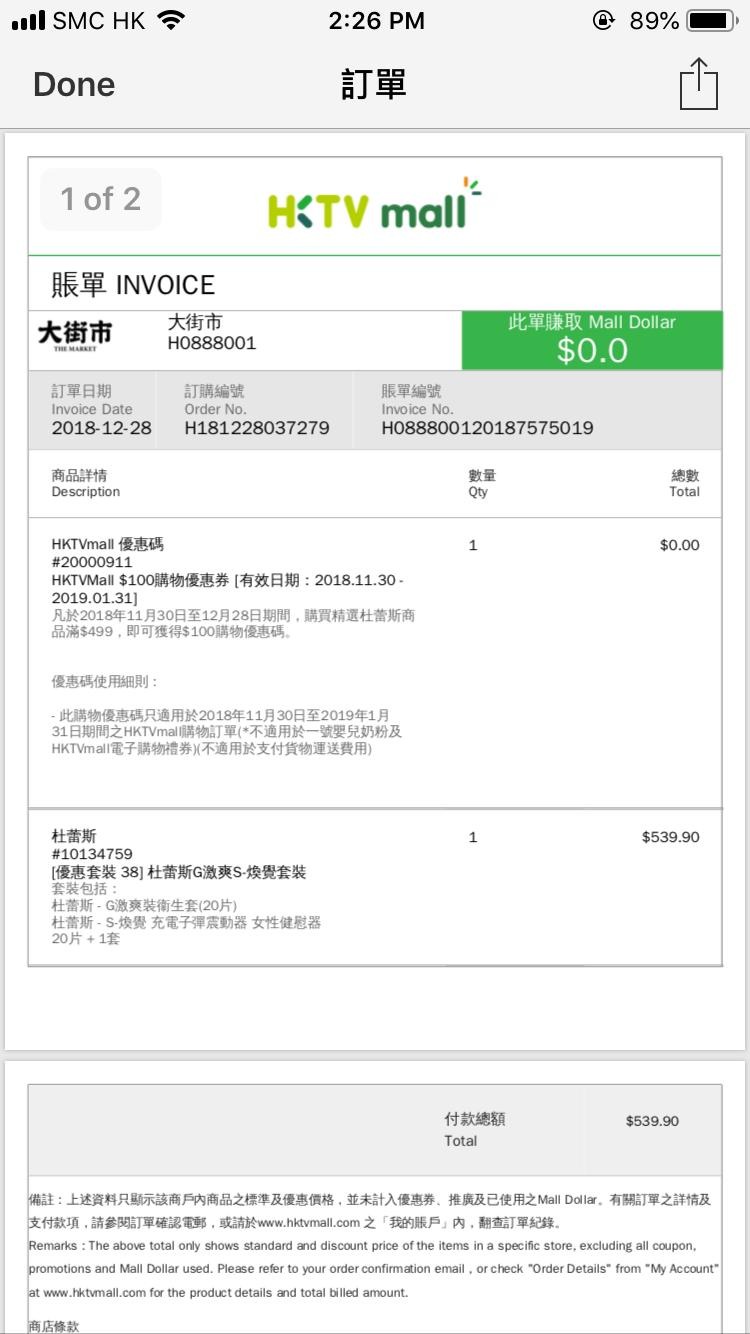 SMC HK 2:26 PM 89%
Done 訂單
1 of 2
HKTV mall
賬單 INVOICE
大街市 THE MARKET
大街市
H0888001
此單賺取 Mall Dollar
$0.0
訂單日期 訂購編號 賬單編號
Invoice Date Order No. Invoice No.
2018-12-28 H181228037279 H088800120187575019
商品詳情 數量 總數
Description Qty Total
HKTVmall 優惠碼 1 $0.00
#20000911
HKTVMall $100購物優惠券 [有效日期：2018.11.30 -
2019.01.31]
凡於2018年11月30日至12月28日期間，購買精選杜蕾斯商
品滿$499，即可獲得$100購物優惠碼。
優惠碼使用細則：
- 此購物優惠碼只適用於2018年11月30日至2019年1月
31日期間之HKTVmall購物訂單(*不適用於一號嬰兒奶粉及
HKTVmall電子購物禮券)(不適用於支付貨物運送費用)
杜蕾斯 1 $539.90
#10134759
[優惠套裝 38] 杜蕾斯G激爽S-煥覺套裝
套裝包括：
杜蕾斯 - G激爽裝衞生套(20片)
杜蕾斯 - S-煥覺 充電子彈震動器 女性健慰器
20片 + 1套
付款總額 $539.90
Total
備註：上述資料只顯示該商戶內商品之標準及優惠價格，並未計入優惠券、推廣及已使用之Mall Dollar。有關訂單之詳情及
支付款項，請參閱訂單確認電郵，或請於www.hktvmall.com 之「我的賬戶」內，翻查訂單紀錄。
Remarks : The above total only shows standard and discount price of the items in a specific store, excluding all coupon,
promotions and Mall Dollar used. Please refer to your order confirmation email , or check "Order Details" from "My Account"
at www.hktvmall.com for the product details and total billed amount.
商店條款